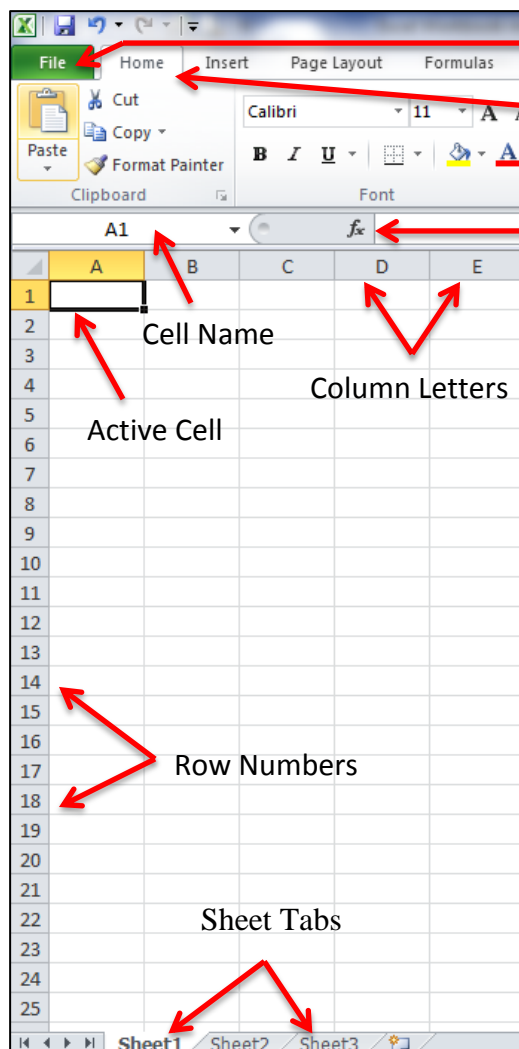 File Home Insert Page Layout Formulas
Cut
Calibri 11 A
Copy
Paste
Format Painter
B I U A
Clipboard Font
A1 fx
A B C D E
1
2
Cell Name
3
4
Column Letters
5
Active Cell
6
7
8
9
10
11
12
13
14
15
16
17
Row Numbers
18
19
20
21
22
Sheet Tabs
23
24
25
Sheet1 Sheet2 Sheet3